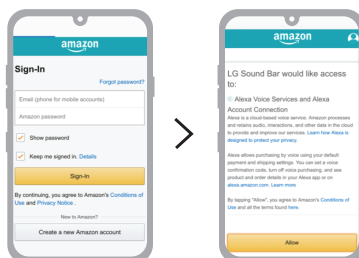 amazon
Sign-In
Forgot password?
Email (phone for mobile accounts)
Amazon password
Show password
Keep me signed in. Details
Sign-In
By continuing, you agree to Amazon's Conditions of
Use and Privacy Notice .
New to Amazon?
Create a new Amazon account
amazon
LG Sound Bar would like access
to:
Alexa Voice Services and Alexa
Account Connection
Alexa is a cloud-based voice service. Amazon processes
and retains audio, interactions, and other data in the cloud
to provide and improve our services. Learn how Alexa is
designed to protect your privacy.
Alexa allows purchasing by voice using your default
payment and shipping settings. You can set a voice
confirmation code, turn off voice purchasing, and see
product and order details in your Alexa app or on
alexa.amazon.com. Learn more
By tapping "Allow", you agree to Amazon's Conditions of
Use and all the terms found here.
Allow